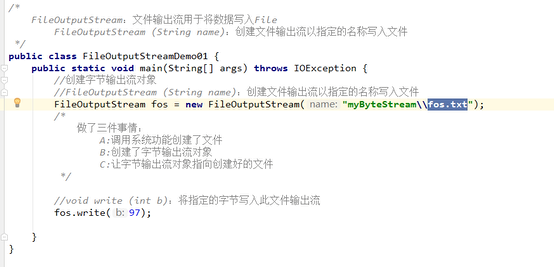 /*
FileOutputStream：文件输出流用于将数据写入File
FileOutputStream (String name)：创建文件输出流以指定的名称写入文件
*/
public class FileOutputStreamDemo01 {
public static void main(String[] args) throws IOException {
//创建字节输出流对象
//FileOutputStream (String name)：创建文件输出流以指定的名称写入文件
FileOutputStream fos = new FileOutputStream( name: "myByteStream\\fos.txt");
/*
做了三件事情：
A:调用系统功能创建了文件
B:创建了字节输出流对象
C:让字节输出流对象指向创建好的文件
*/
//void write (int b)：将指定的字节写入此文件输出流
fos.write( b: 97);
}
}